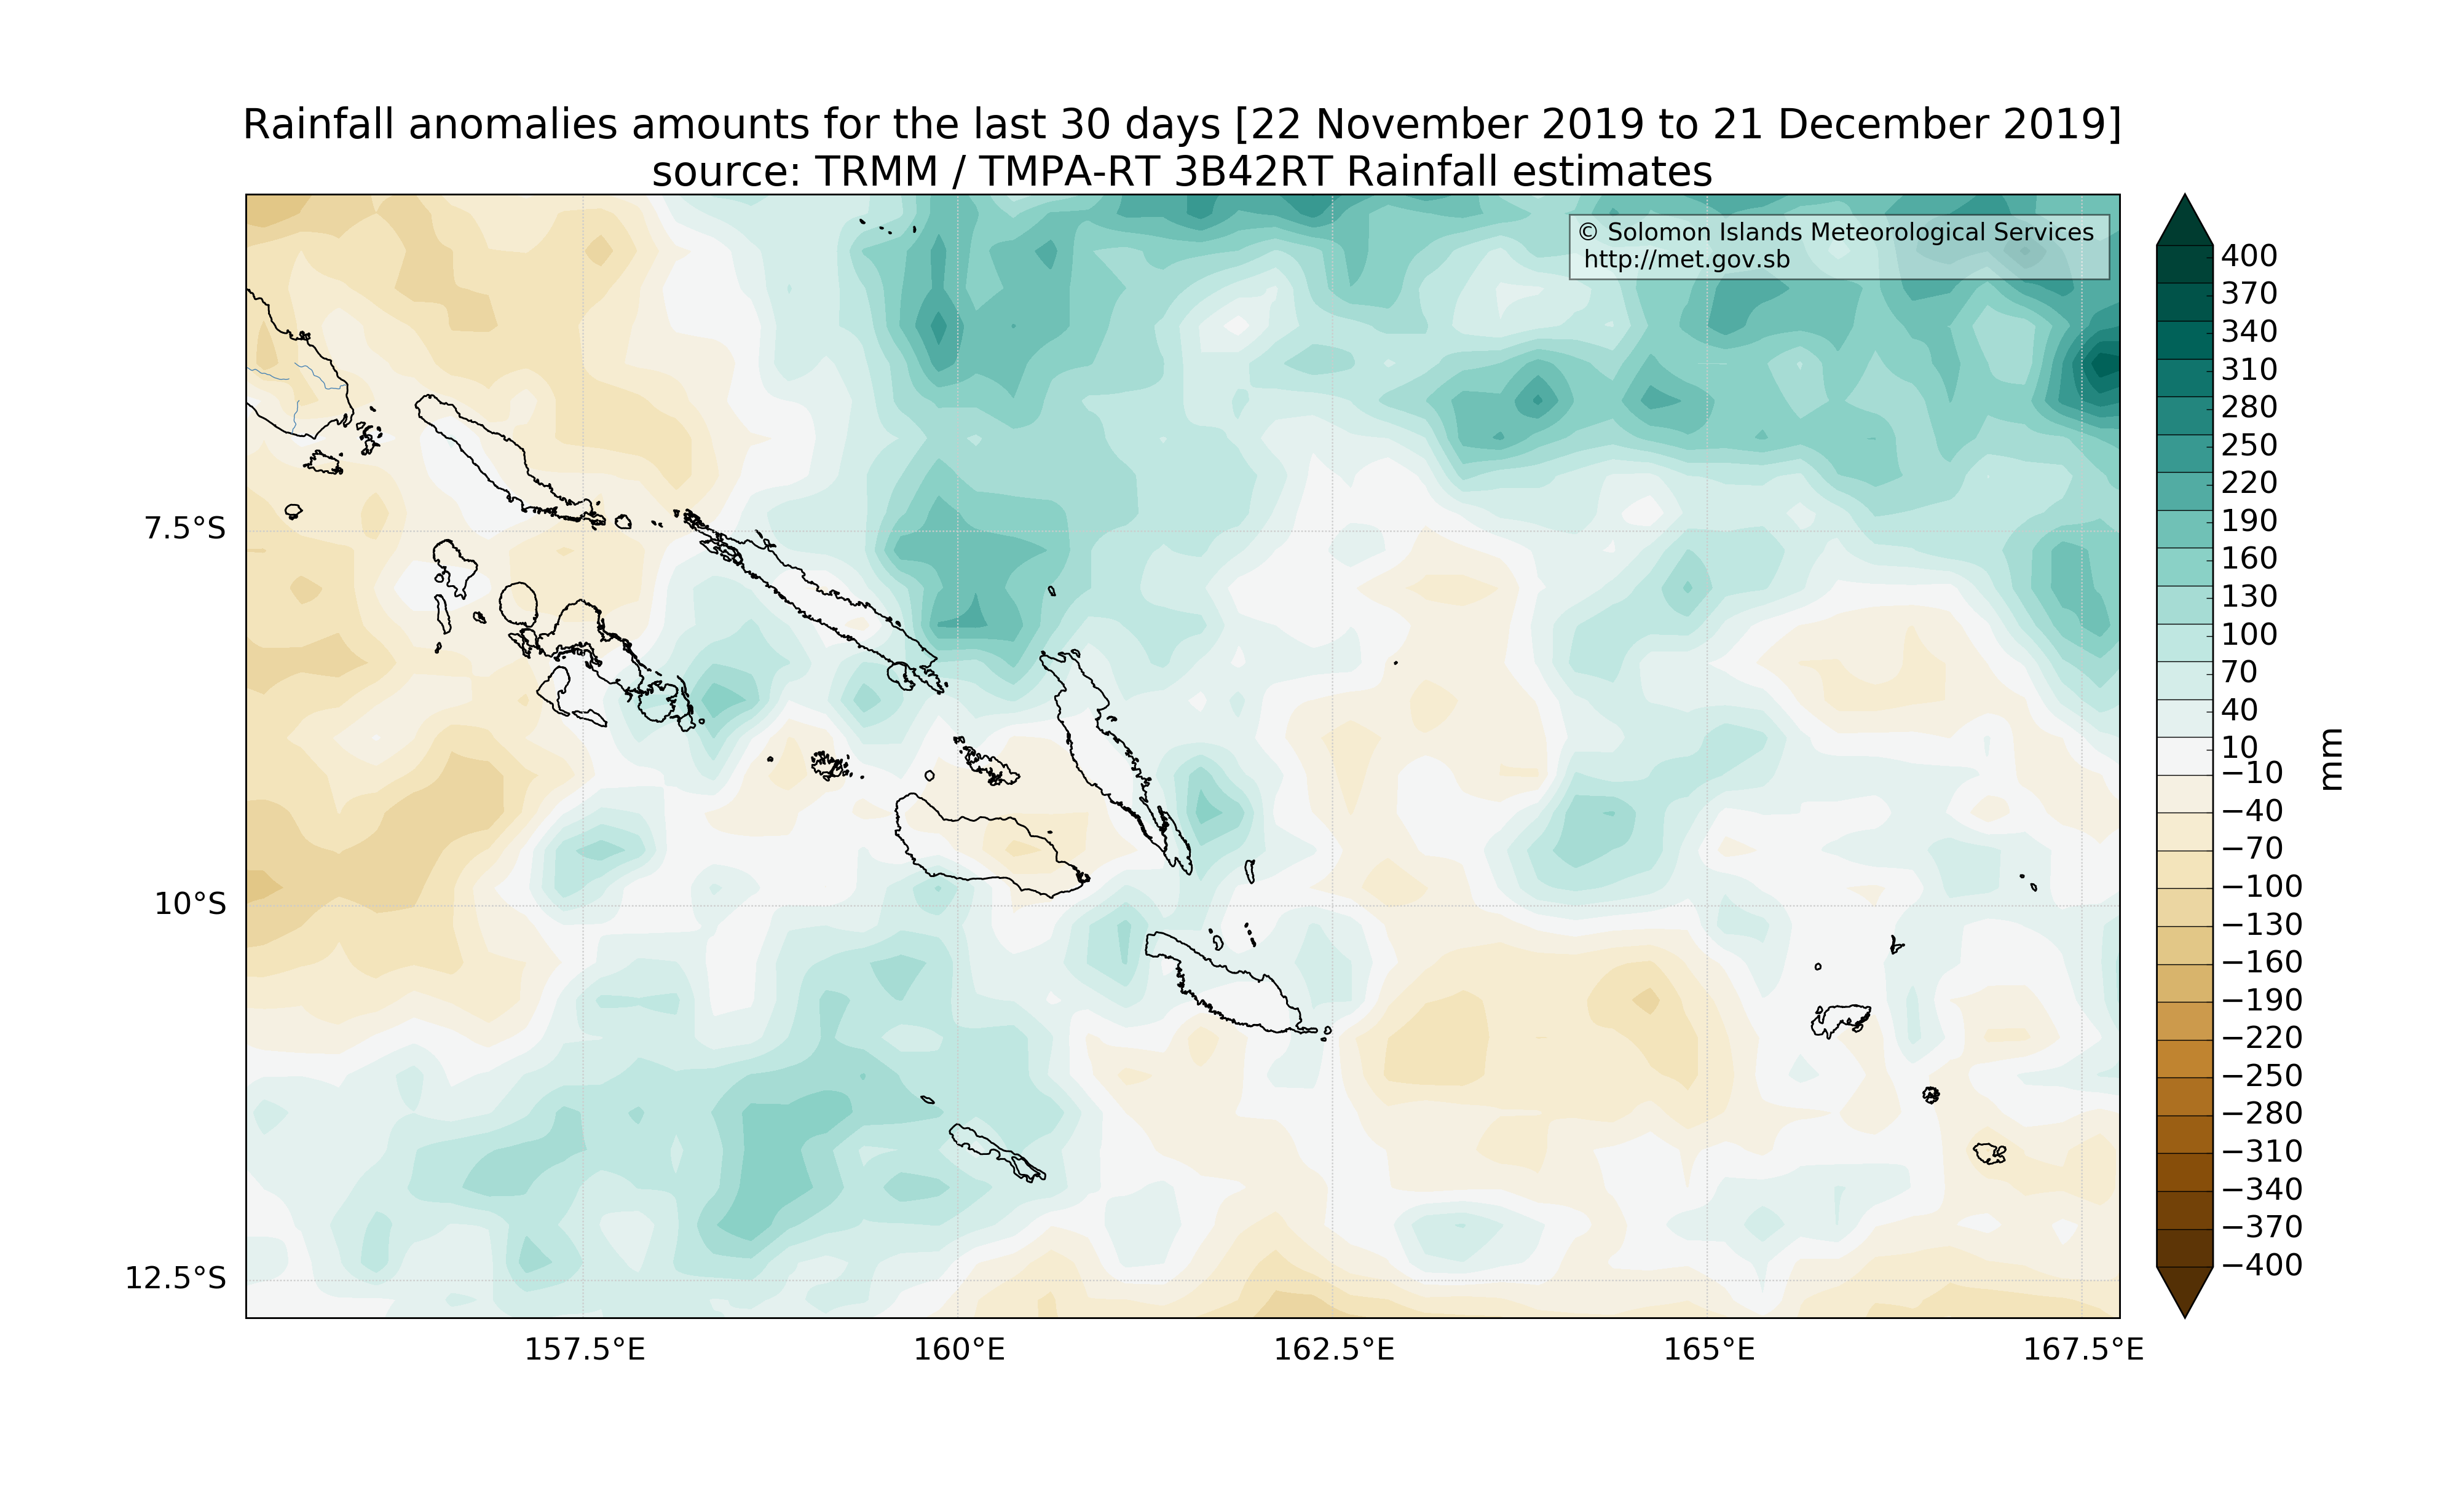 Rainfall anomalies amounts for the last 30 days [22 November 2019 to 21 December 2019]
source: TRMM / TMPA-RT 3B42RT Rainfall estimates
© Solomon Islands Meteorological Services
http://met.gov.sb
7.5°S
10°S
12.5°S
157.5°E
160°E
162.5°E
165°E
167.5°E
400
370
340
310
280
250
220
190
160
130
100
70
40
10
−10
−40
−70
−100
−130
−160
−190
−220
−250
−280
−310
−340
−370
−400
mm